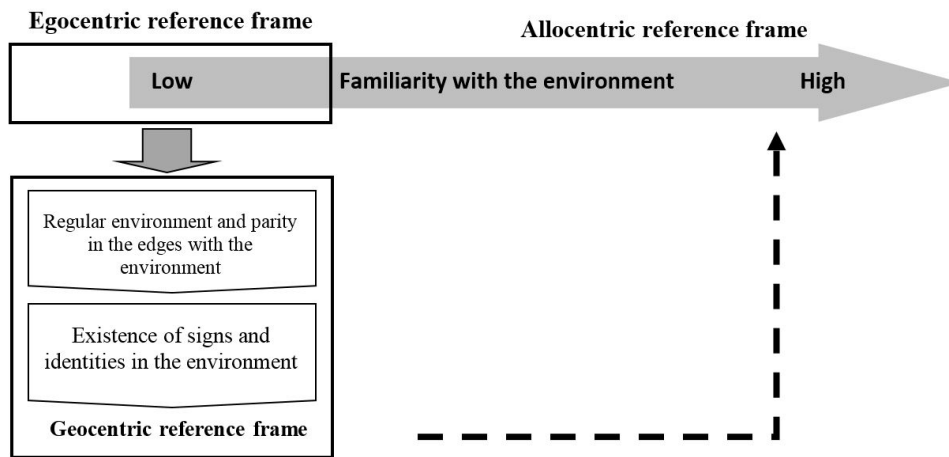 Egocentric reference frame
Allocentric reference frame
Low Familiarity with the environment High
Regular environment and parity
in the edges with the
environment
Existence of signs and
identities in the environment
Geocentric reference frame